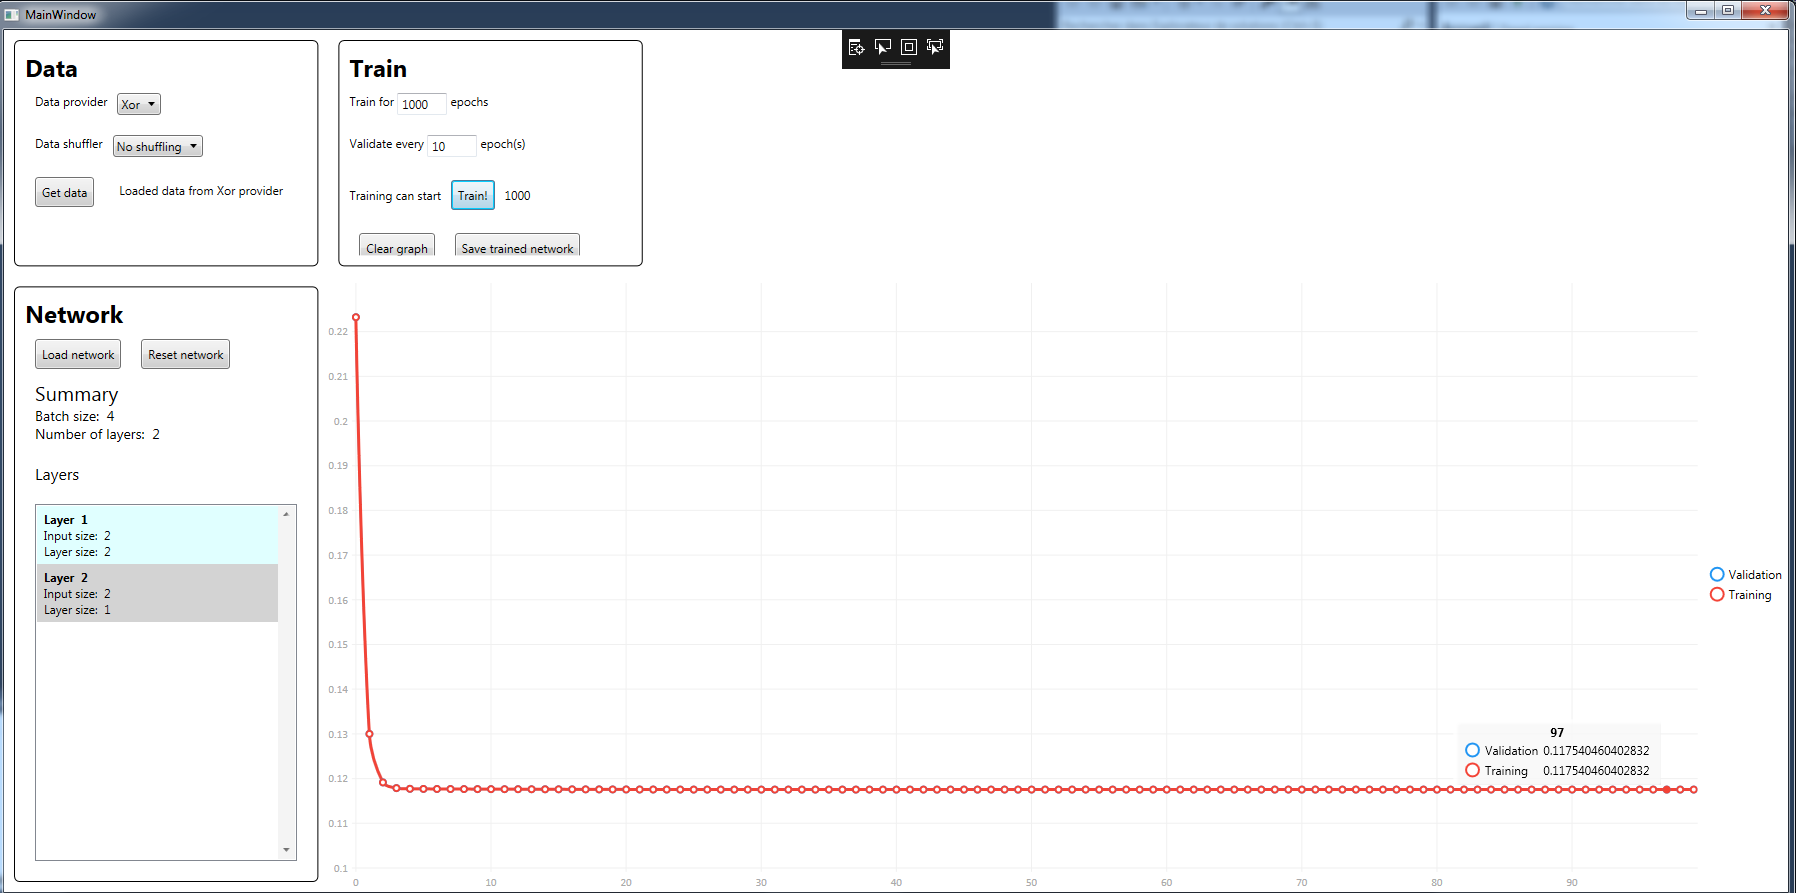 MainWindow
Data
Data provider Xor
Data shuffler No shuffling
Get data Loaded data from Xor provider
Train
Train for 1000 epochs
Validate every 10 epoch(s)
Training can start Train! 1000
Clear graph Save trained network
Network
Load network Reset network
Summary
Batch size: 4
Number of layers: 2
Layers
Layer 1
Input size: 2
Layer size: 2
Layer 2
Input size: 2
Layer size: 1
0.22
0.21
0.2
0.19
0.18
0.17
0.16
0.15
0.14
0.13
0.12
0.11
0.1
0 10 20 30 40 50 60 70 80 90
97
Validation 0.117540460402832
Training 0.117540460402832
Validation
Training